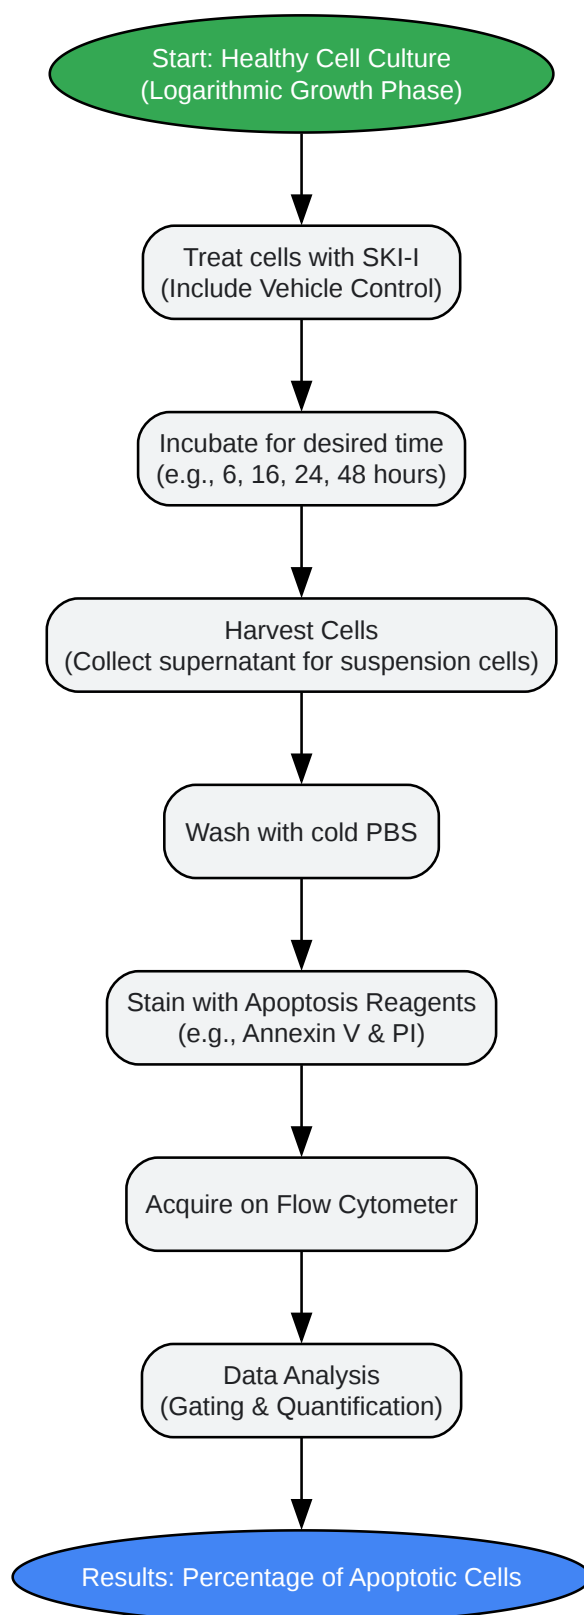 Start: Healthy Cell Culture
(Logarithmic Growth Phase)
Treat cells with SKI-I
(Include Vehicle Control)
Incubate for desired time
(e.g., 6, 16, 24, 48 hours)
Harvest Cells
(Collect supernatant for suspension cells)
Wash with cold PBS
Stain with Apoptosis Reagents
(e.g., Annexin V & PI)
Acquire on Flow Cytometer
Data Analysis
(Gating & Quantification)
Results: Percentage of Apoptotic Cells